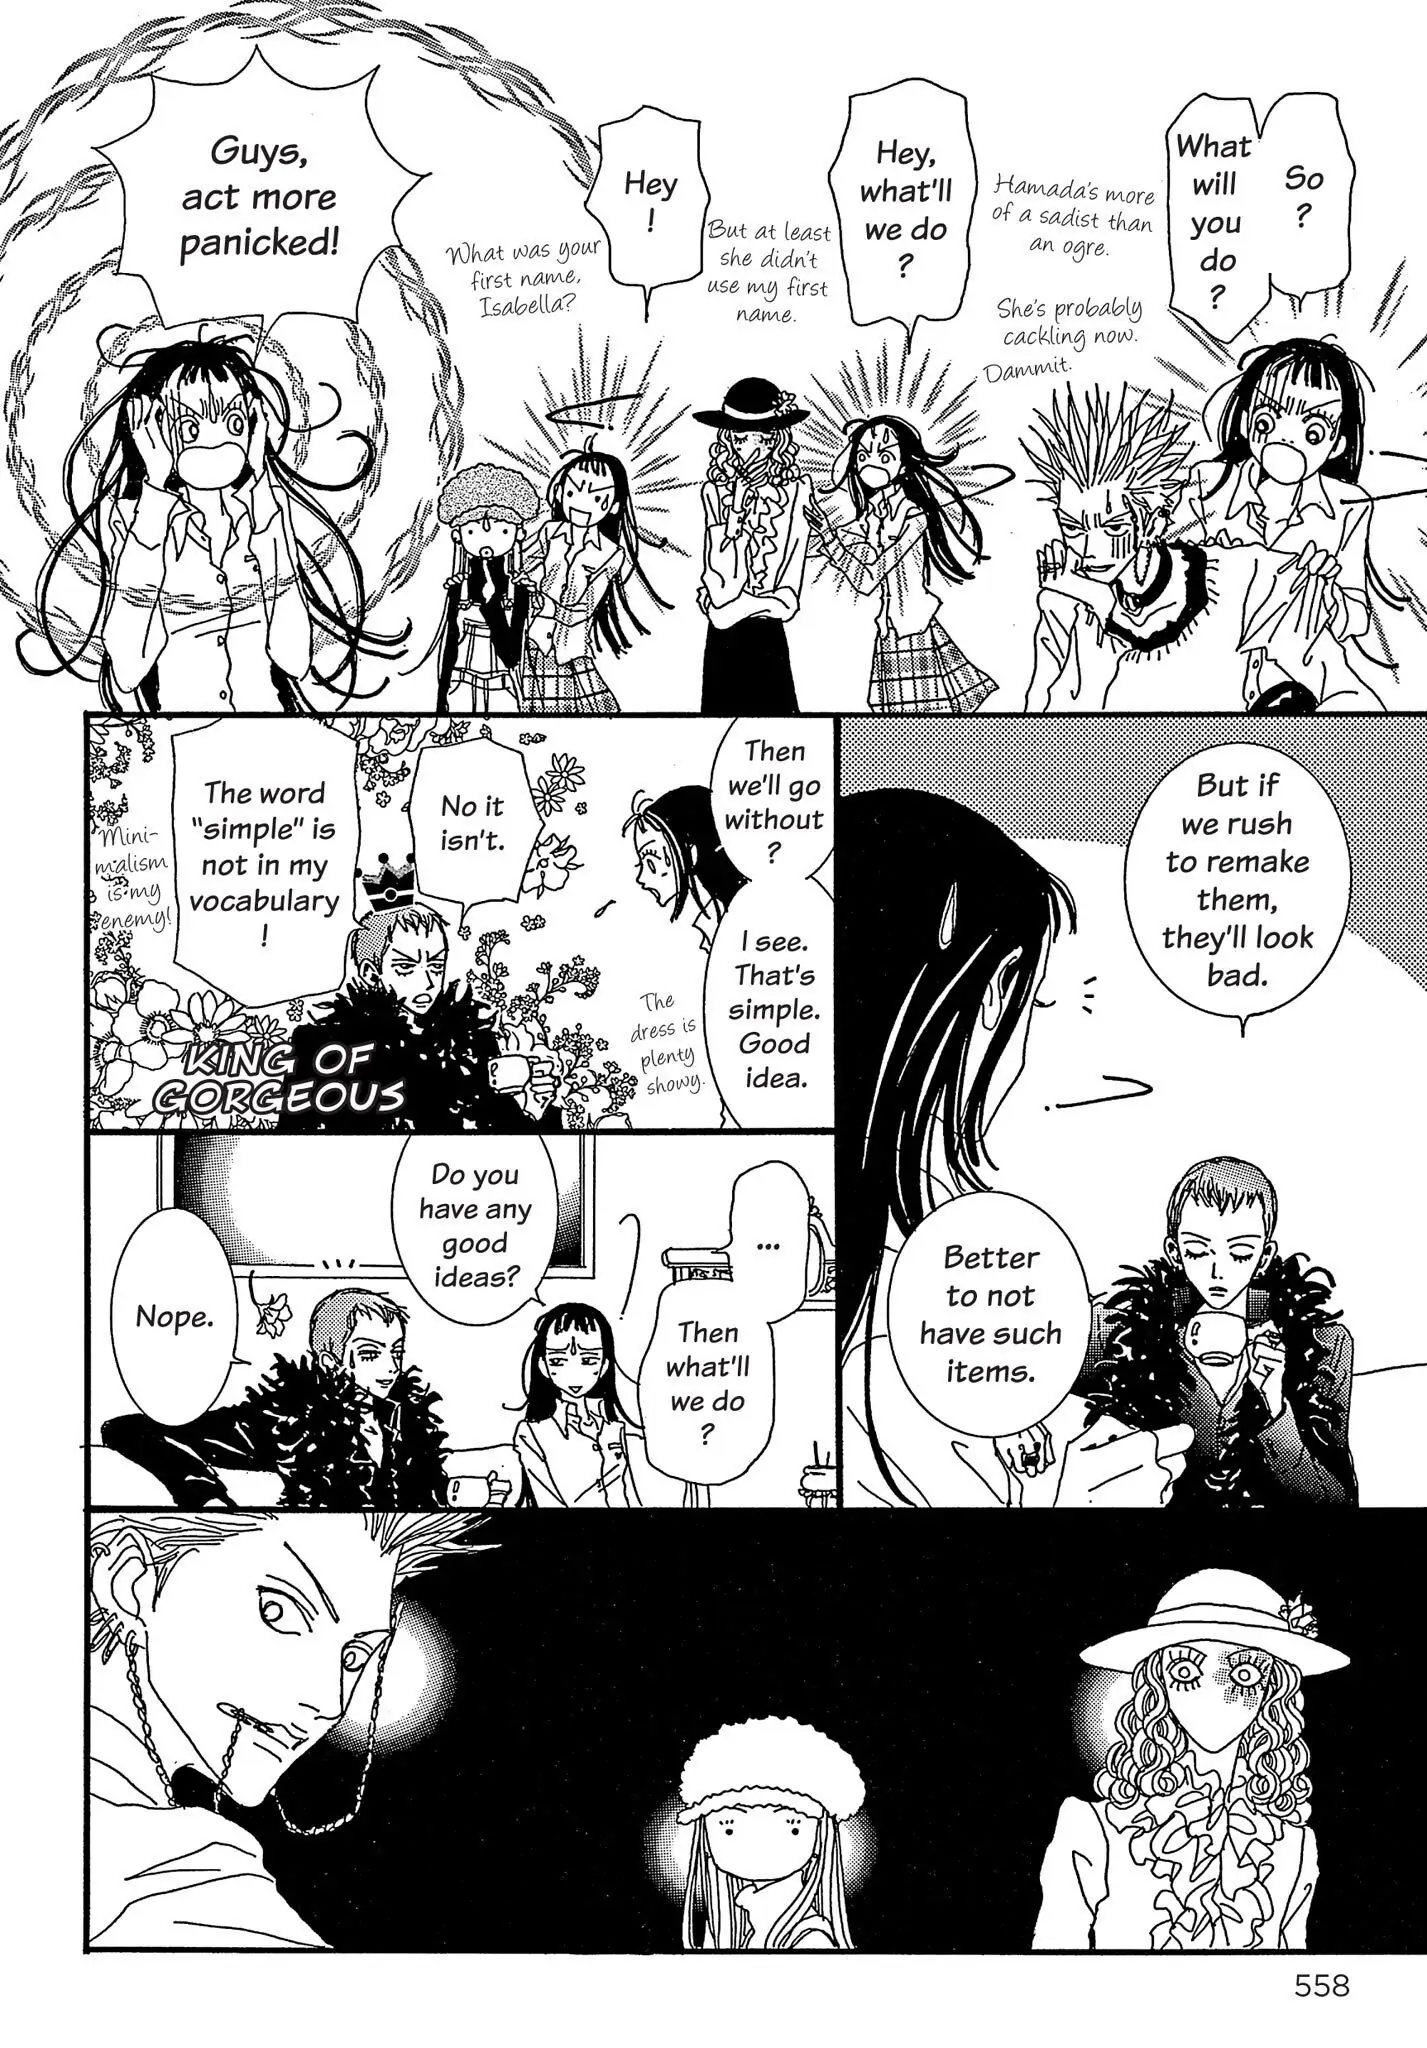 So
?
What
will
you
do
?
Hamada's more
of a sadist than
an ogre.
She's probably
cackling now.
Dammit.
Hey,
what'll
we do
?
But at least
she didn't
use my first
name.
Hey
!
What was your
first name,
Isabella?
Guys,
act more
panicked!
But if
we rush
to remake
them,
they'll look
bad.
Better
to not
have such
items.
Then
we'll go
without
?
I see.
That's
simple.
Good
idea.
The
dress is
plenty
showy.
No it
isn't.
The word
"simple" is
not in my
vocabulary
!
Mini-
malism
is my
enemy!
KING OF
GORGEOUS
...
Then
what'll
we do
?
Do you
have any
good
ideas?
Nope.
558